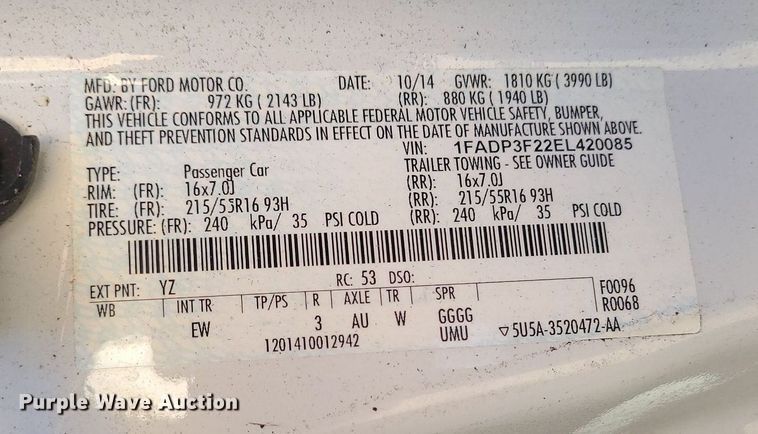 MFD. BY FORD MOTOR CO. DATE: 10/14 GVWR: 1810 KG ( 3990 LB)
GAWR: (FR): 972 KG ( 2143 LB) (RR): 880 KG ( 1940 LB)
THIS VEHICLE CONFORMS TO ALL APPLICABLE FEDERAL MOTOR VEHICLE SAFETY, BUMPER,
AND THEFT PREVENTION STANDARDS IN EFFECT ON THE DATE OF MANUFACTURE SHOWN ABOVE.
VIN: 1FADP3F22EL420085
TYPE: Passenger Car TRAILER TOWING - SEE OWNER GUIDE
RIM: (FR): 16x7.0J (RR): 16x7.0J
TIRE: (FR): 215/55R16 93H (RR): 215/55R16 93H
PRESSURE: (FR): 240 kPa/ 35 PSI COLD (RR): 240 kPa/ 35 PSI COLD
EXT PNT: YZ RC: 53 DSO: F0096
WB INT TR TP/PS R AXLE TR SPR R0068
EW 3 AU W GGGG
1201410012942 UMU ▽5U5A-3520472-AA
Purple Wave Auction